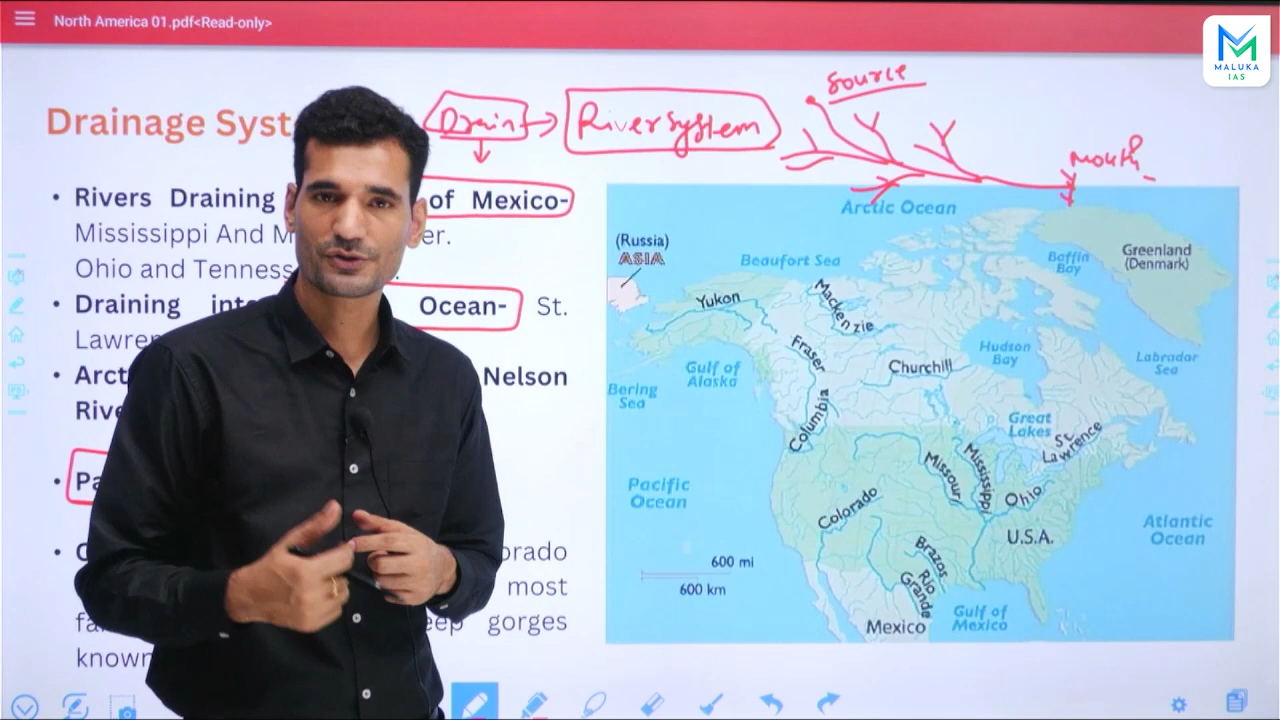 North America 01.pdf<Read-only>
MALUKA
IAS
Drainage Syst
Drain
River system
source
mouth
Rivers Draining of Mexico-
Mississippi And M er.
Ohio and Tenness
Draining int Ocean- St.
Lawren
Arct Nelson
Rive
Pa
orado
most
eep gorges
known
Arctic Ocean
(Russia)
ASIA
Beaufort Sea
Baffin
Bay
Greenland
(Denmark)
Yukon
Mackenzie
Fraser
Churchill
Hudson
Bay
Labrador
Sea
Gulf of
Alaska
Bering
Sea
Columbia
Great
Lakes
St.
Lawrence
Pacific
Ocean
Missouri
Mississippi
Ohio
Colorado
U.S.A.
Atlantic
Ocean
Brazos
Rio
Grande
600 mi
600 km
Gulf of
Mexico
Mexico